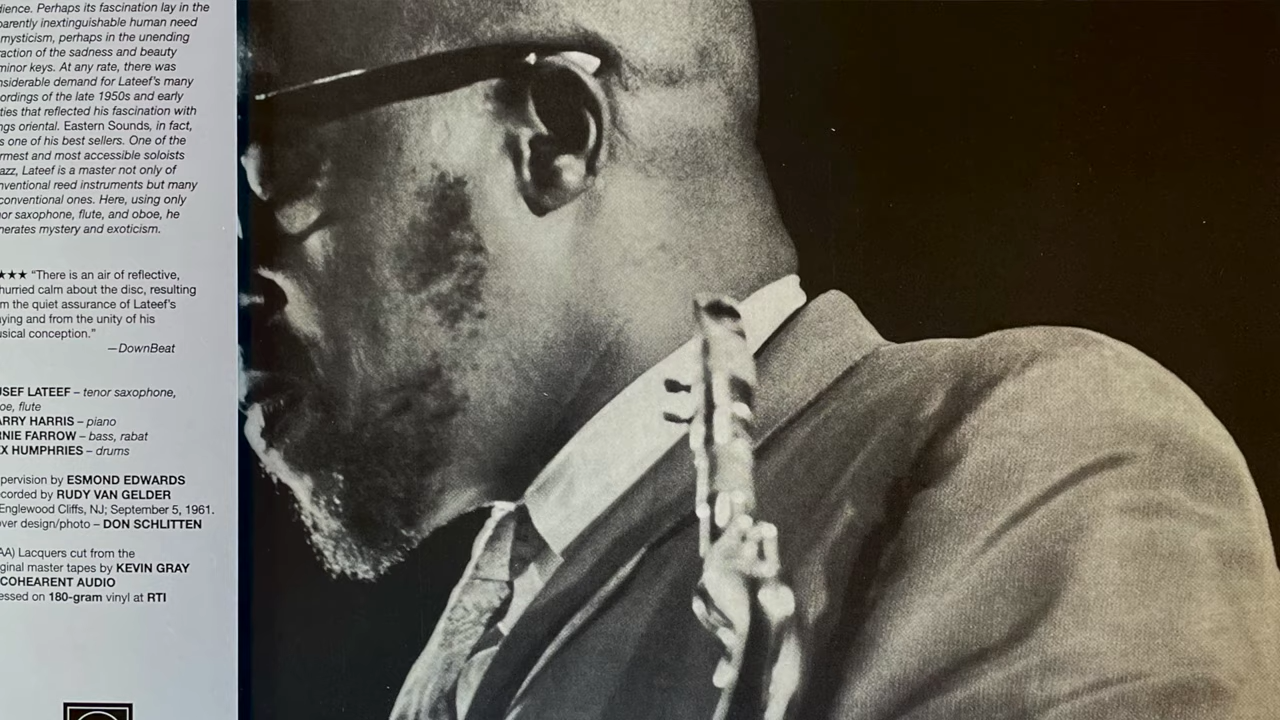 dience. Perhaps its fascination lay in the
parently inextinguishable human need
mysticism, perhaps in the unending
raction of the sadness and beauty
minor keys. At any rate, there was
nsiderable demand for Lateef's many
ordings of the late 1950s and early
ties that reflected his fascination with
ngs oriental. Eastern Sounds, in fact,
s one of his best sellers. One of the
rmest and most accessible soloists
azz, Lateef is a master not only of
nventional reed instruments but many
conventional ones. Here, using only
or saxophone, flute, and oboe, he
nerates mystery and exoticism.
★★★ “There is an air of reflective,
hurried calm about the disc, resulting
m the quiet assurance of Lateef's
ying and from the unity of his
usical conception.”
—DownBeat
USEF LATEEF – tenor saxophone,
oe, flute
ARRY HARRIS – piano
RNIE FARROW – bass, rabat
X HUMPHRIES – drums
pervision by ESMOND EDWARDS
corded by RUDY VAN GELDER
Englewood Cliffs, NJ; September 5, 1961.
ver design/photo – DON SCHLITTEN
AA) Lacquers cut from the
ginal master tapes by KEVIN GRAY
COHEARENT AUDIO
essed on 180-gram vinyl at RTI